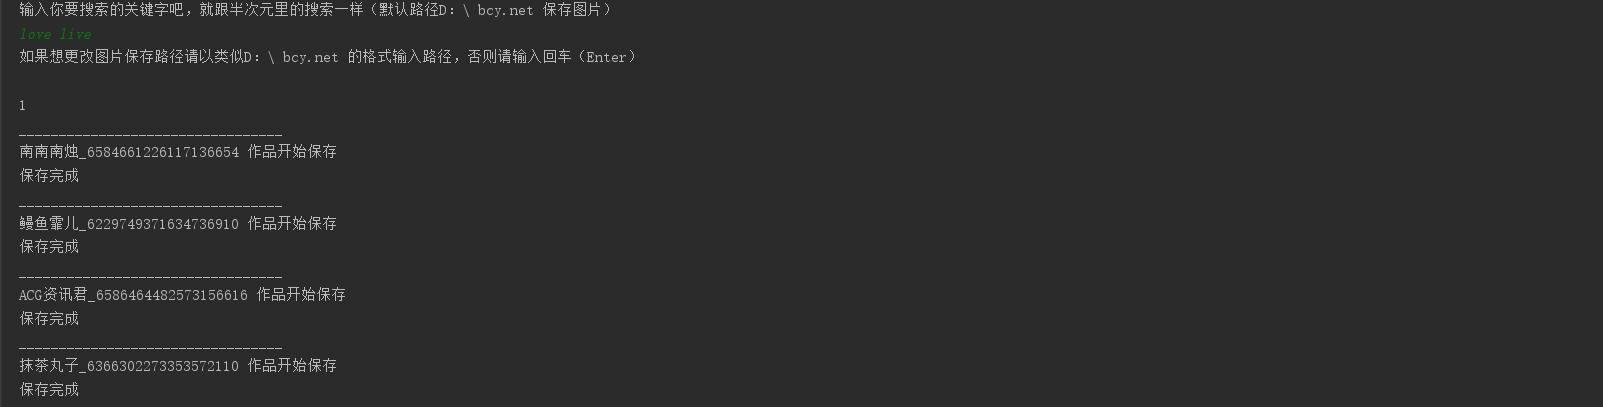 输入你要搜索的关键字吧，就跟半次元里的搜索一样（默认路径D：\ bcy.net 保存图片）
love live
如果想更改图片保存路径请以类似D：\ bcy.net 的格式输入路径，否则请输入回车（Enter）
1
_________________________________
南南南烛_6584661226117136654 作品开始保存
保存完成
_________________________________
鳗鱼霏儿_6229749371634736910 作品开始保存
保存完成
_________________________________
ACG资讯君_6586464482573156616 作品开始保存
保存完成
_________________________________
抹茶丸子_6366302273353572110 作品开始保存
保存完成